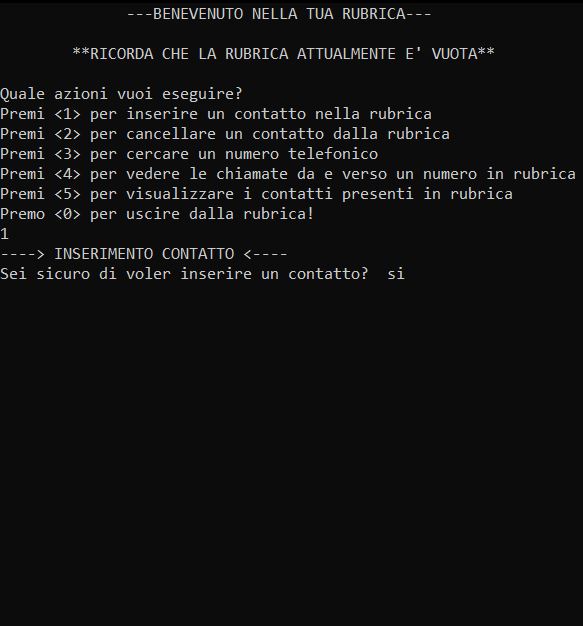 ---BENEVENUTO NELLA TUA RUBRICA---
**RICORDA CHE LA RUBRICA ATTUALMENTE E' VUOTA**
Quale azioni vuoi eseguire?
Premi <1> per inserire un contatto nella rubrica
Premi <2> per cancellare un contatto dalla rubrica
Premi <3> per cercare un numero telefonico
Premi <4> per vedere le chiamate da e verso un numero in rubrica
Premi <5> per visualizzare i contatti presenti in rubrica
Premo <0> per uscire dalla rubrica!
1
----> INSERIMENTO CONTATTO <----
Sei sicuro di voler inserire un contatto?  si